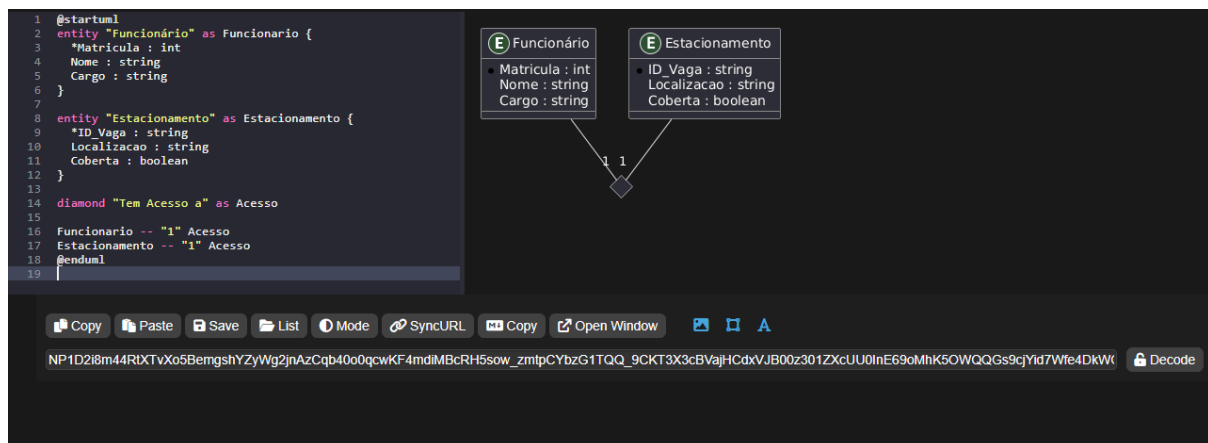 1 @startuml
2 entity "Funcionário" as Funcionario {
3 *Matricula : int
4 Nome : string
5 Cargo : string
6 }
7
8 entity "Estacionamento" as Estacionamento {
9 *ID_Vaga : string
10 Localizacao : string
11 Coberta : boolean
12 }
13
14 diamond "Tem Acesso a" as Acesso
15
16 Funcionario -- "1" Acesso
17 Estacionamento -- "1" Acesso
18 @enduml
19
E Funcionário
Matricula : int
Nome : string
Cargo : string
E Estacionamento
ID_Vaga : string
Localizacao : string
Coberta : boolean
1 1
Copy Paste Save List Mode SyncURL Copy Open Window A
Decode